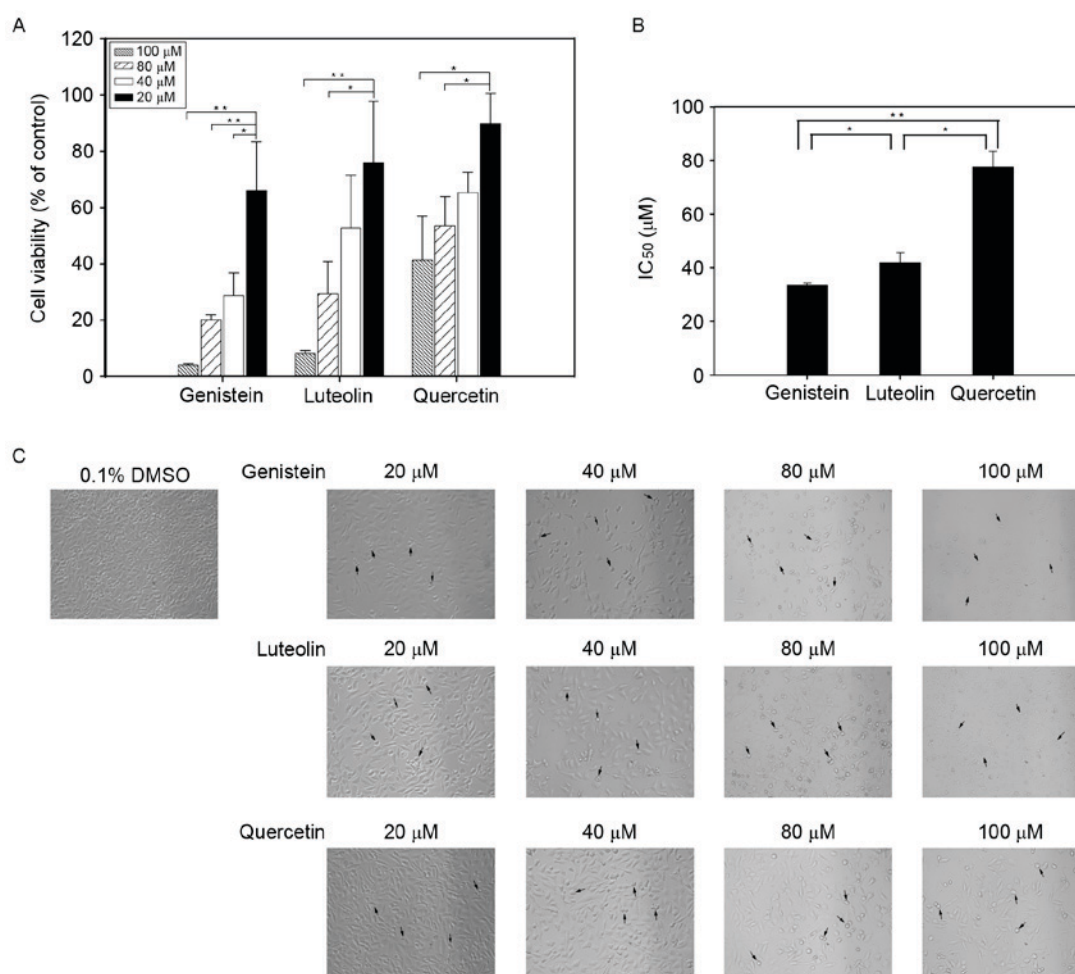 A
120
100
80
60
40
20
0
Cell viability (% of control)
100 μM
80 μM
40 μM
20 μM
* *
* *
*
* *
*
*
*
Genistein Luteolin Quercetin
B
100
80
60
40
20
0
IC50 (μM)
* *
* *
Genistein Luteolin Quercetin
C
0.1% DMSO Genistein 20 μM 40 μM 80 μM 100 μM
Luteolin 20 μM 40 μM 80 μM 100 μM
Quercetin 20 μM 40 μM 80 μM 100 μM